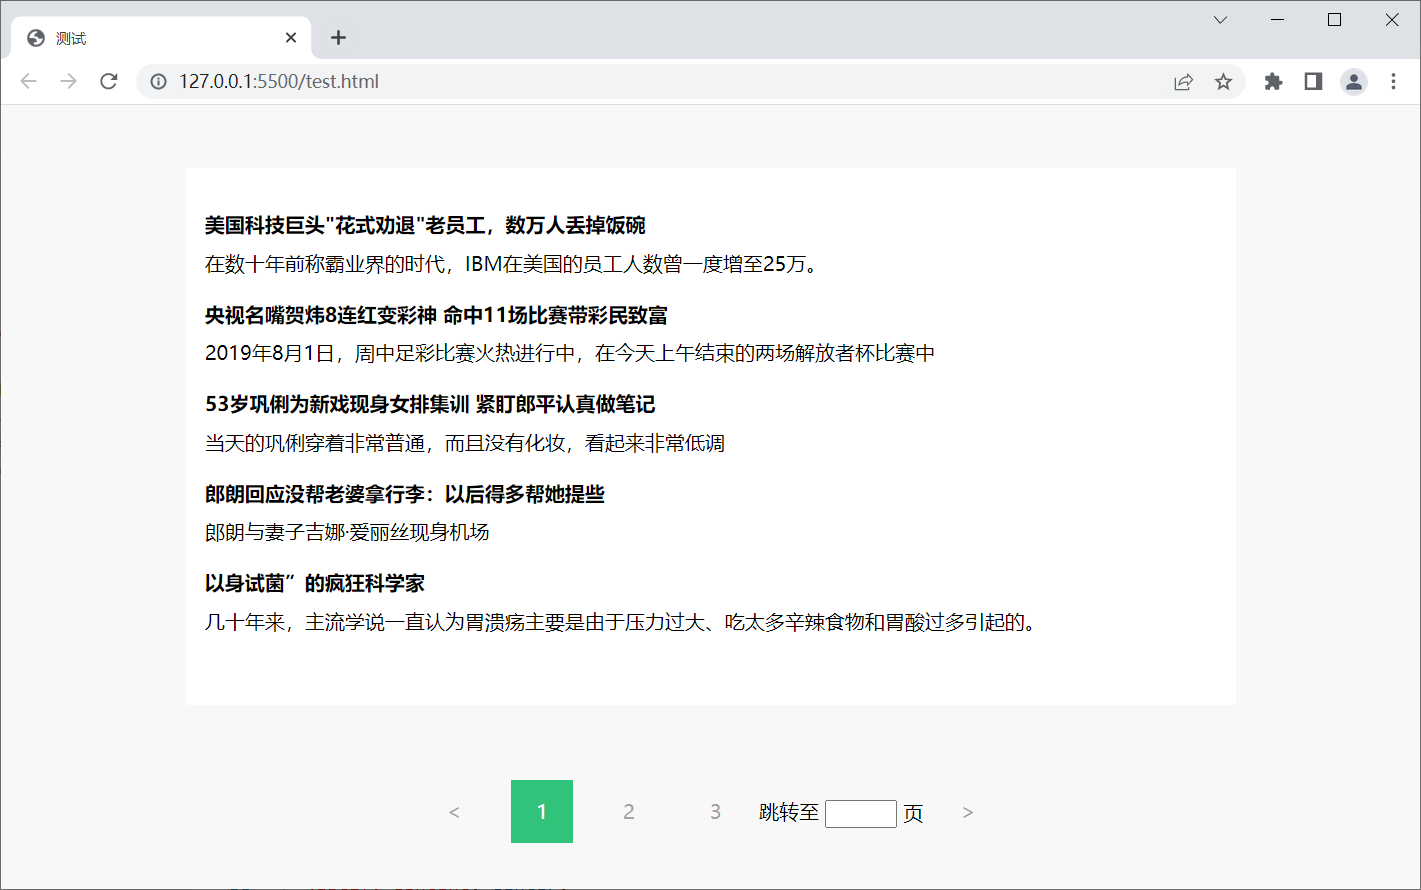 测试
127.0.0.1:5500/test.html
美国科技巨头"花式劝退"老员工，数万人丢掉饭碗
在数十年前称霸业界的时代，IBM在美国的员工人数曾一度增至25万。
央视名嘴贺炜8连红变彩神 命中11场比赛带彩民致富
2019年8月1日，周中足彩比赛火热进行中，在今天上午结束的两场解放者杯比赛中
53岁巩俐为新戏现身女排集训 紧盯郎平认真做笔记
当天的巩俐穿着非常普通，而且没有化妆，看起来非常低调
郎朗回应没帮老婆拿行李：以后得多帮她提些
郎朗与妻子吉娜·爱丽丝现身机场
以身试菌”的疯狂科学家
几十年来，主流学说一直认为胃溃疡主要是由于压力过大、吃太多辛辣食物和胃酸过多引起的。
< 1 2 3 跳转至 页 >